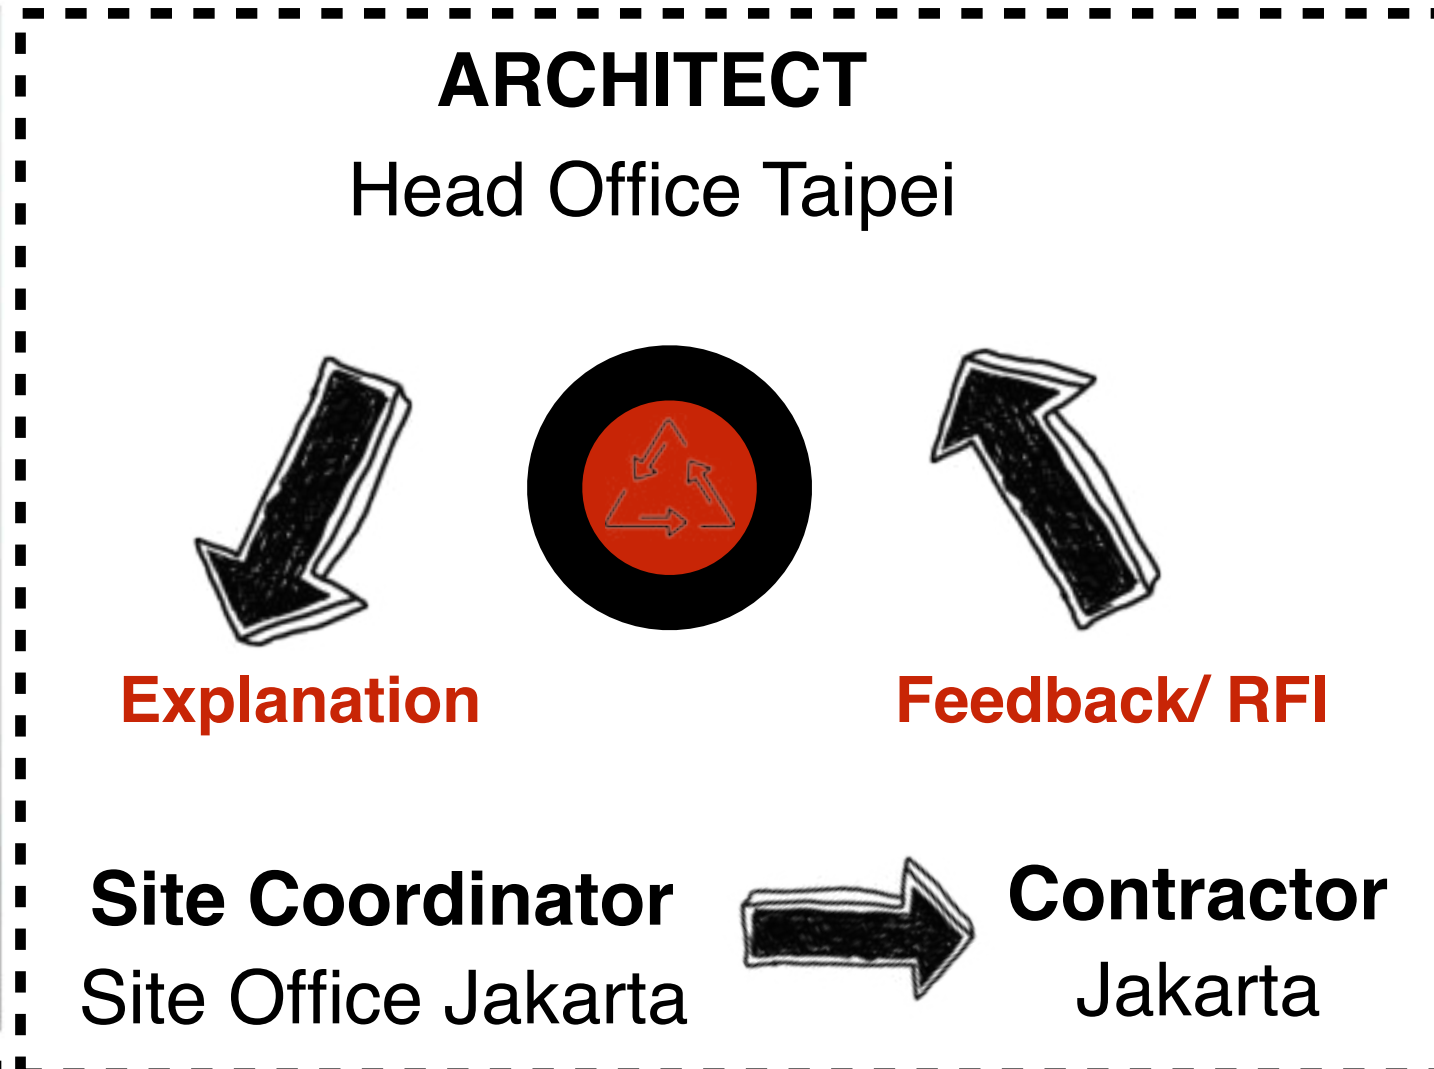 ARCHITECT
Head Office Taipei
Explanation
Feedback/ RFI
Site Coordinator
Site Office Jakarta
Contractor
Jakarta